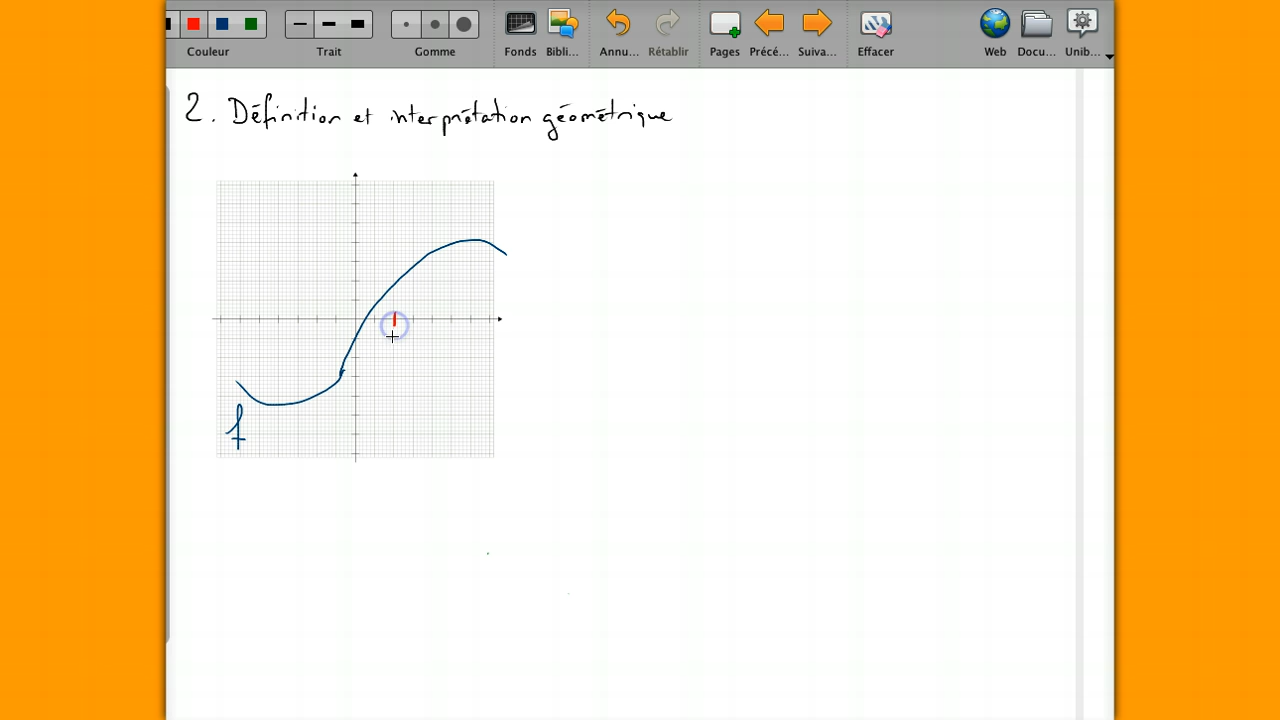 Couleur Trait Gomme Fonds Bibli... Annu... Rétablir Pages Précé... Suiva... Effacer Web Docu... Unib...
2. Définition et interprétation géométrique
f